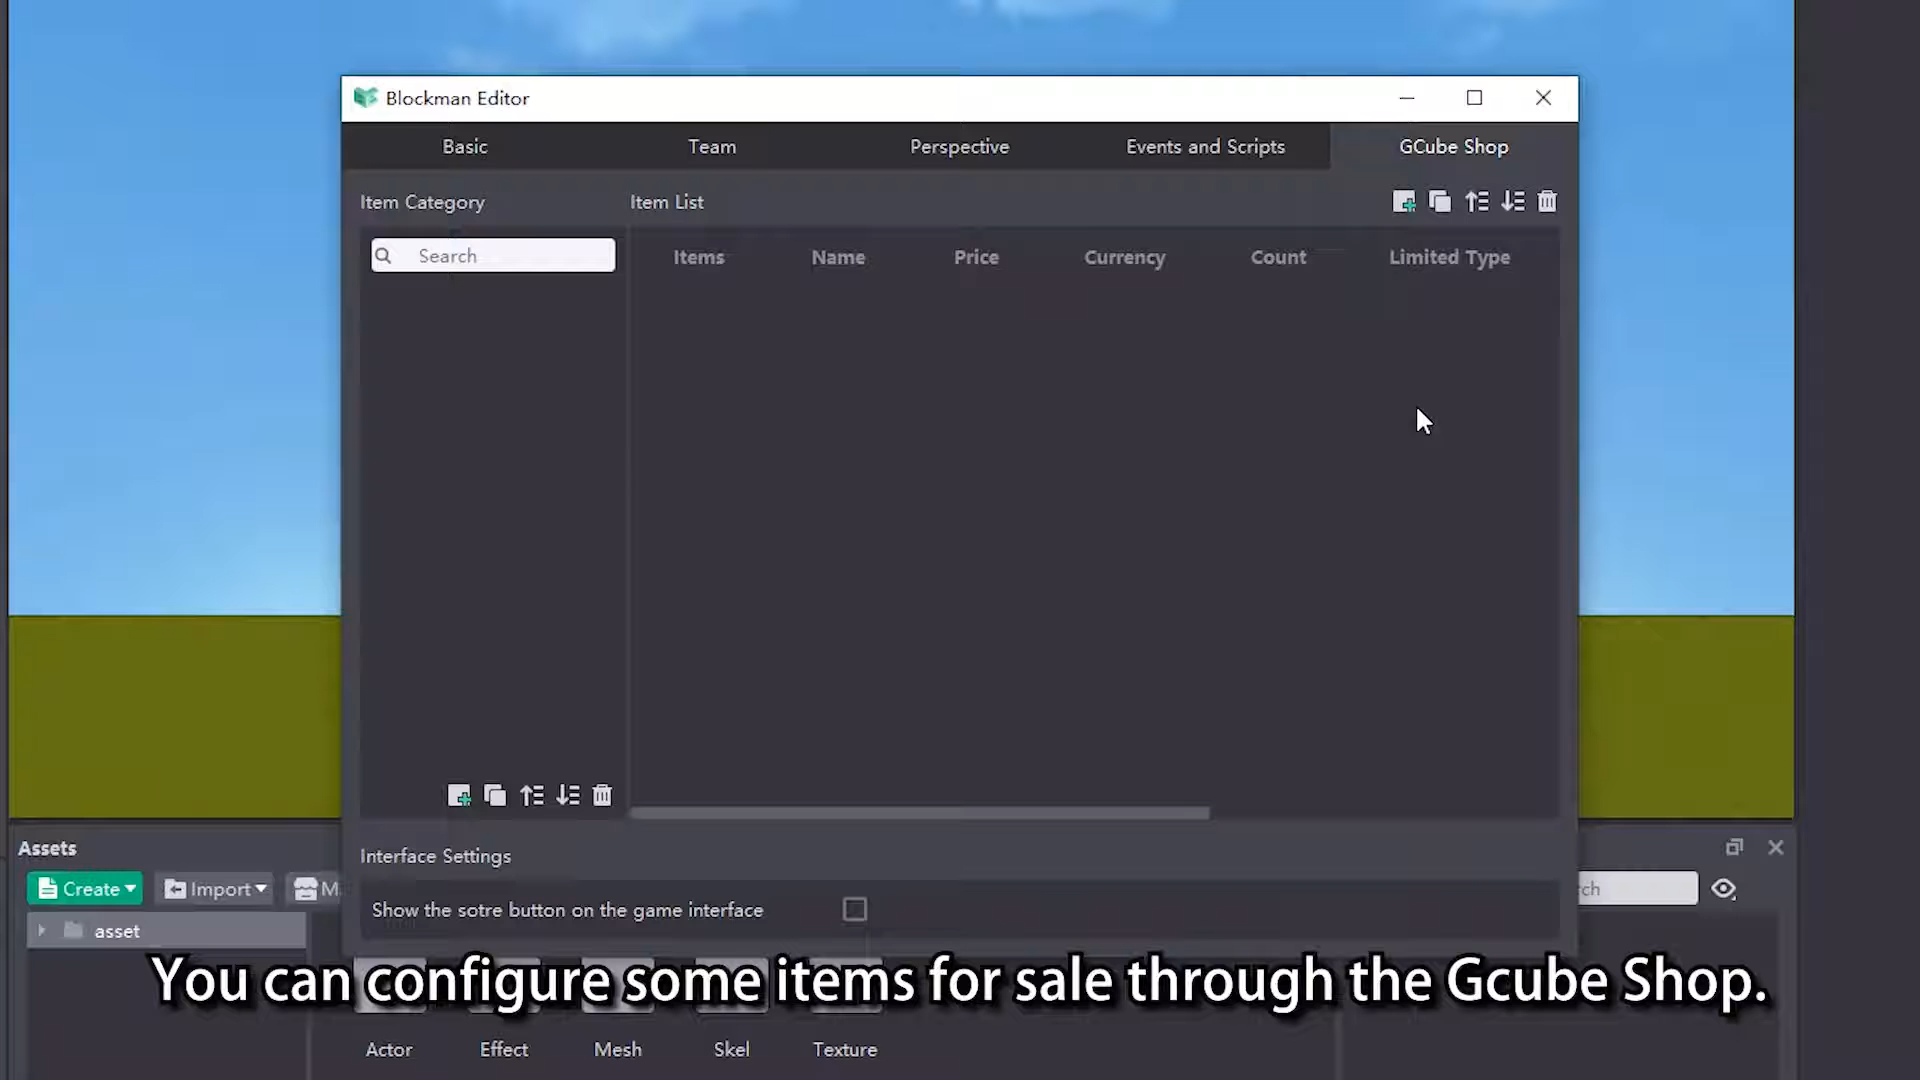 Blockman Editor
Basic Team Perspective Events and Scripts GCube Shop
Item Category Item List
Search Items Name Price Currency Count Limited Type
Assets
Interface Settings
Create Import M
ch
Show the sotre button on the game interface
asset
You can configure some items for sale through the Gcube Shop.
Actor Effect Mesh Skel Texture